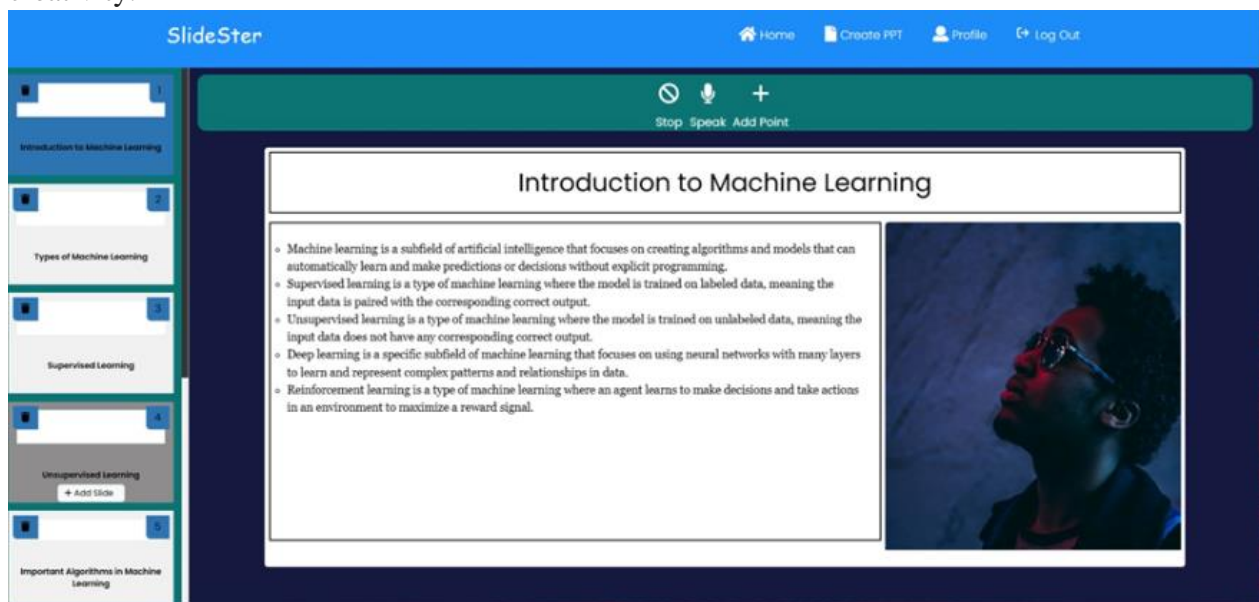 SlideSter
Home
Create PPT
Profile
Log Out
1
Introduction to Machine Learning
2
Types of Machine Learning
3
Supervised Learning
4
Unsupervised Learning
+ Add Slide
5
Important Algorithms in Machine
Learning
Stop Speak Add Point
Introduction to Machine Learning
Machine learning is a subfield of artificial intelligence that focuses on creating algorithms and models that can
automatically learn and make predictions or decisions without explicit programming.
Supervised learning is a type of machine learning where the model is trained on labeled data, meaning the
input data is paired with the corresponding correct output.
Unsupervised learning is a type of machine learning where the model is trained on unlabeled data, meaning the
input data does not have any corresponding correct output.
Deep learning is a specific subfield of machine learning that focuses on using neural networks with many layers
to learn and represent complex patterns and relationships in data.
Reinforcement learning is a type of machine learning where an agent learns to make decisions and take actions
in an environment to maximize a reward signal.